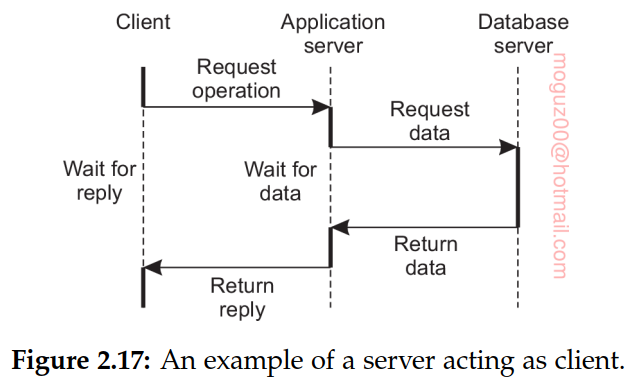 Client
Application
server
Database
server
Request
operation
Request
data
Wait for
reply
Wait for
data
Return
data
Return
reply
moguz00@hotmail.com
Figure 2.17: An example of a server acting as client.